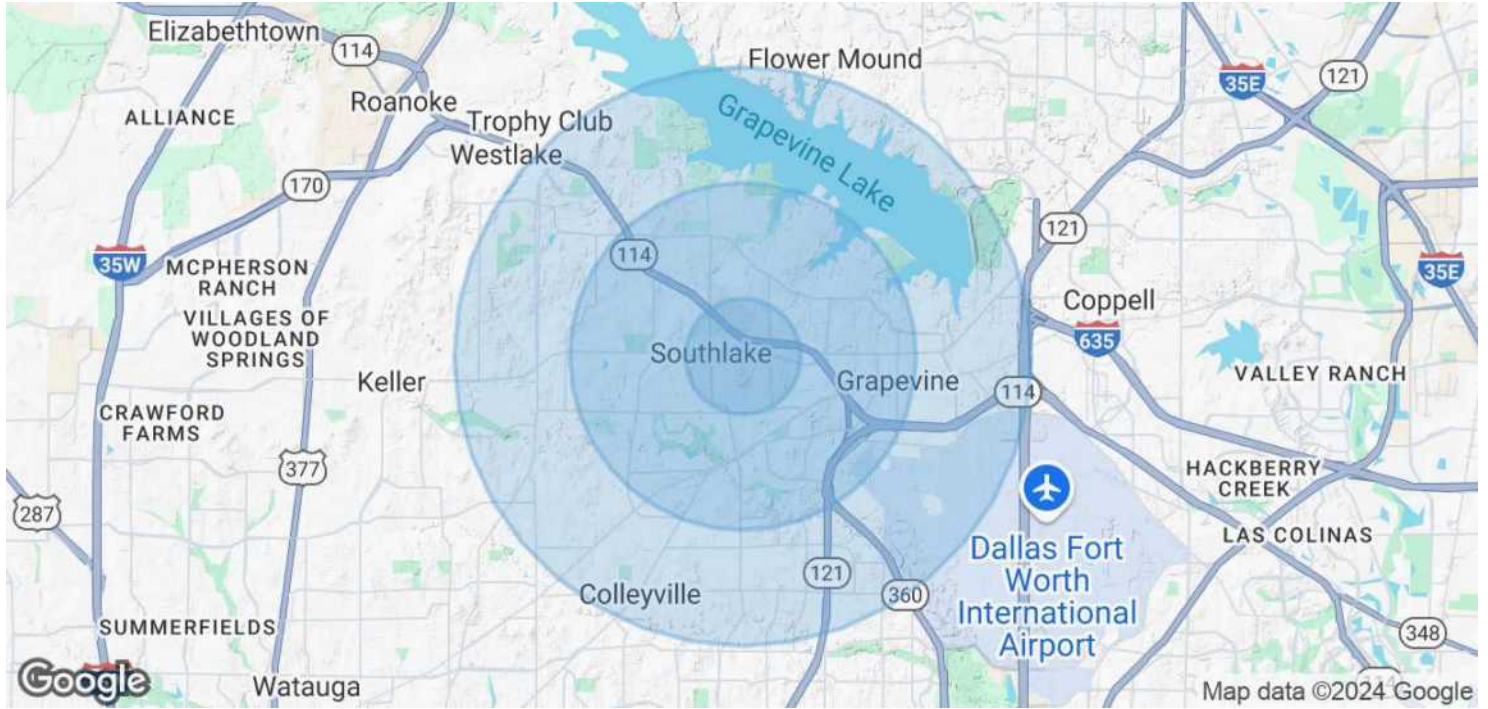 Elizabethtown
114
Flower Mound
121
35E
Roanoke
ALLIANCE
Trophy Club
Westlake
Grapevine Lake
170
121
114
35W
MCPHERSON
RANCH
35E
Coppell
VILLAGES OF
WOODLAND
SPRINGS
635
Southlake
Keller
Grapevine
VALLEY RANCH
114
CRAWFORD
FARMS
377
HACKBERRY
CREEK
287
LAS COLINAS
Dallas Fort
Worth
International
Airport
121
360
Colleyville
SUMMERFIELDS
348
Google
Watauga
114
Map data ©2024 Google